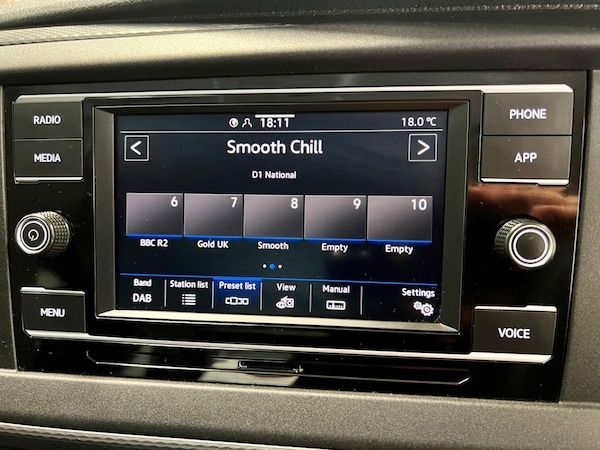 RADIO
MEDIA
MENU
18:11
18.0 °C
Smooth Chill
D1 National
6
7
8
9
10
BBC R2
Gold UK
Smooth
Empty
Empty
Band
DAB
Station list
Preset list
View
Manual
Settings
PHONE
APP
VOICE